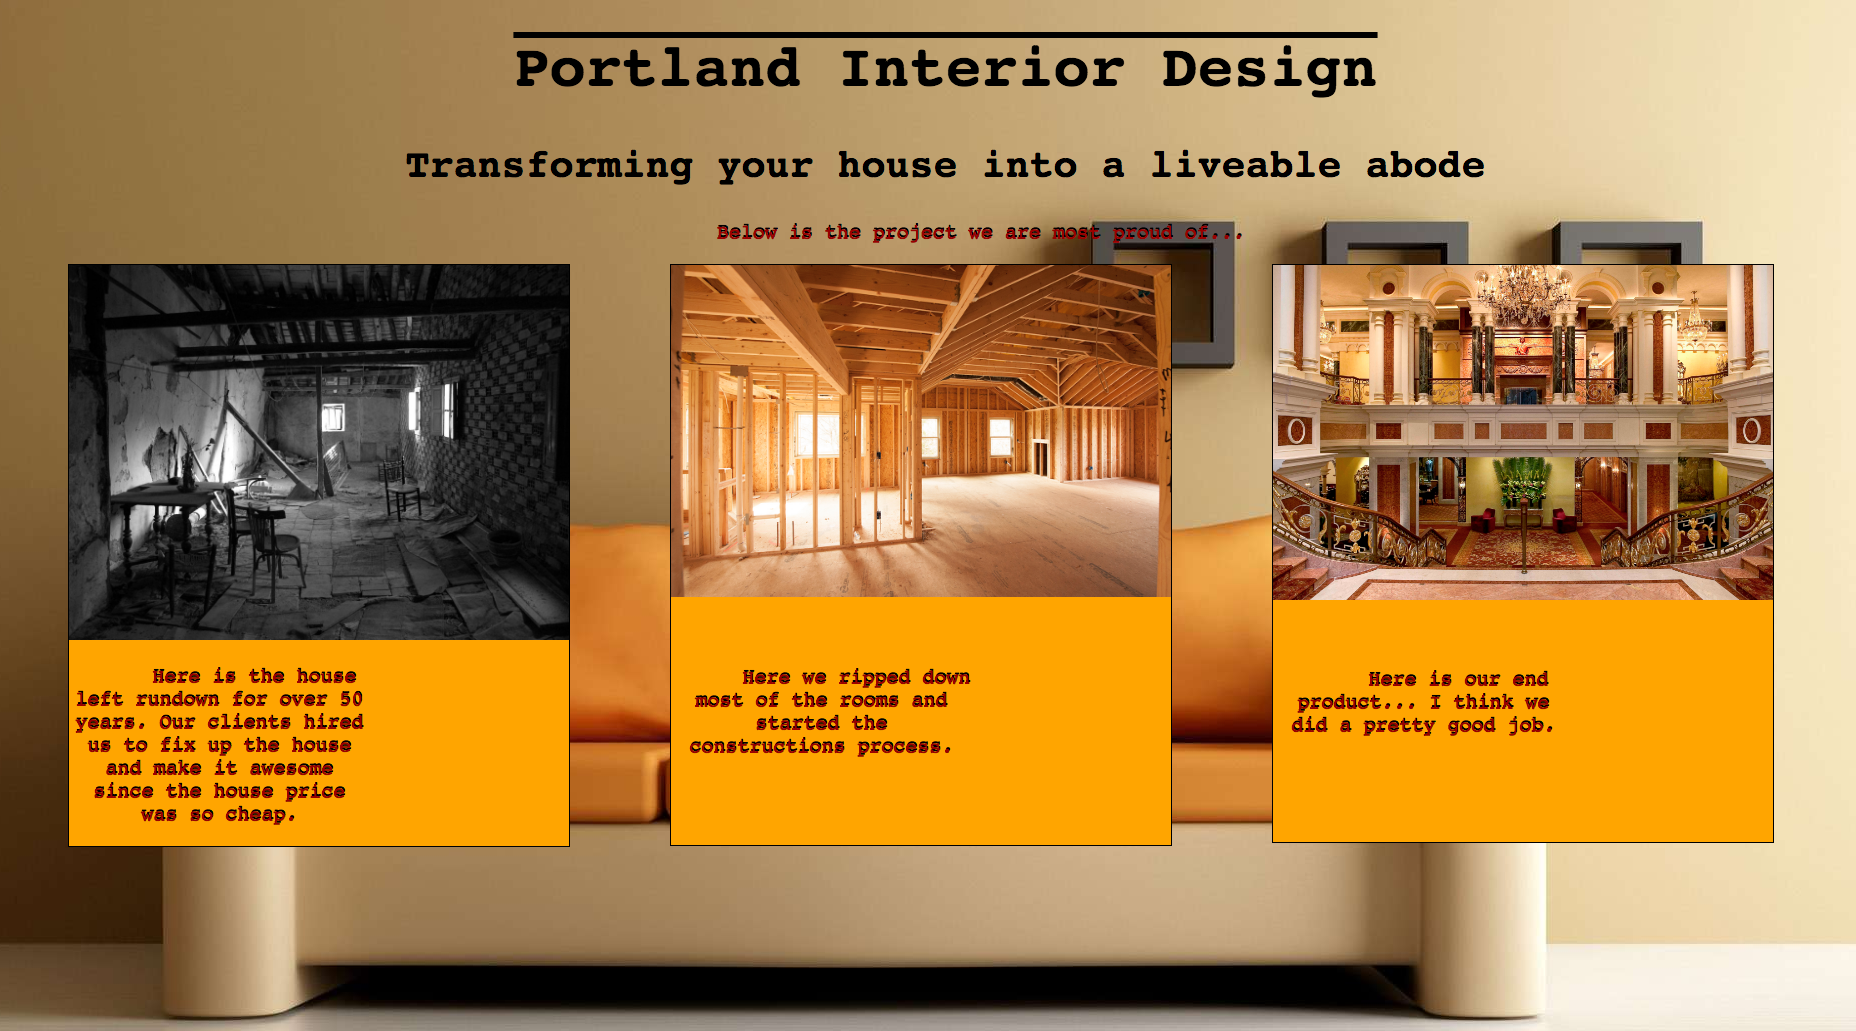 Portland Interior Design
Transforming your house into a liveable abode
Below is the project we are most proud of...
Here is the house
left rundown for over 50
years. Our clients hired
us to fix up the house
and make it awesome
since the house price
was so cheap.
Here we ripped down
most of the rooms and
started the
constructions process.
Here is our end
product... I think we
did a pretty good job.